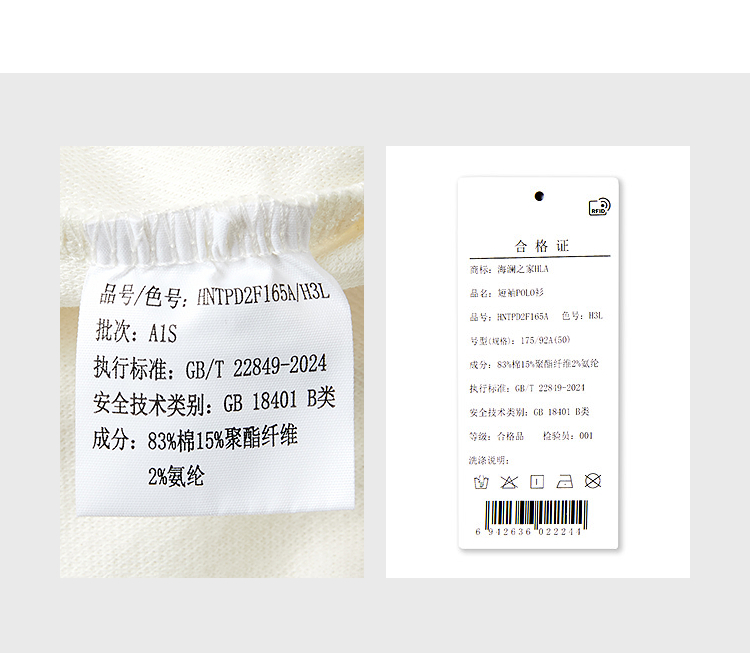 品号/色号: HNTPD2F165A/H3L
批次: A1S
执行标准: GB/T 22849-2024
安全技术类别: GB 18401 B类
成分: 83%棉15%聚酯纤维
2%氨纶
RFID
合格证
商标: 海澜之家HLA
品名: 短袖POLO衫
品号: HNTPD2F165A 色号: H3L
号型(规格): 175/92A(50)
成分: 83%棉15%聚酯纤维2%氨纶
执行标准: GB/T 22849-2024
安全技术类别: GB 18401 B类
等级: 合格品 检验员: 001
洗涤说明:
6 942636 022244